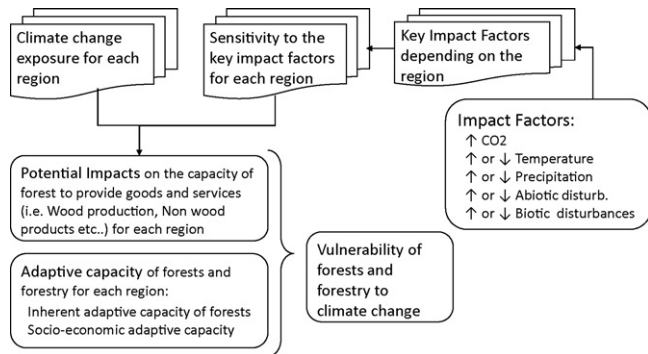 Climate change
exposure for each
region
Sensitivity to the
key impact factors
for each region
Key Impact Factors
depending on the
region
Impact Factors:
↑ CO2
↑ or ↓ Temperature
↑ or ↓ Precipitation
↑ or ↓ Abiotic disturb.
↑ or ↓ Biotic disturbances
Potential Impacts on the capacity of
forest to provide goods and services
(i.e. Wood production, Non wood
products etc..) for each region
Adaptive capacity of forests and
forestry for each region:
Inherent adaptive capacity of forests
Socio-economic adaptive capacity
Vulnerability of
forests and
forestry to
climate change